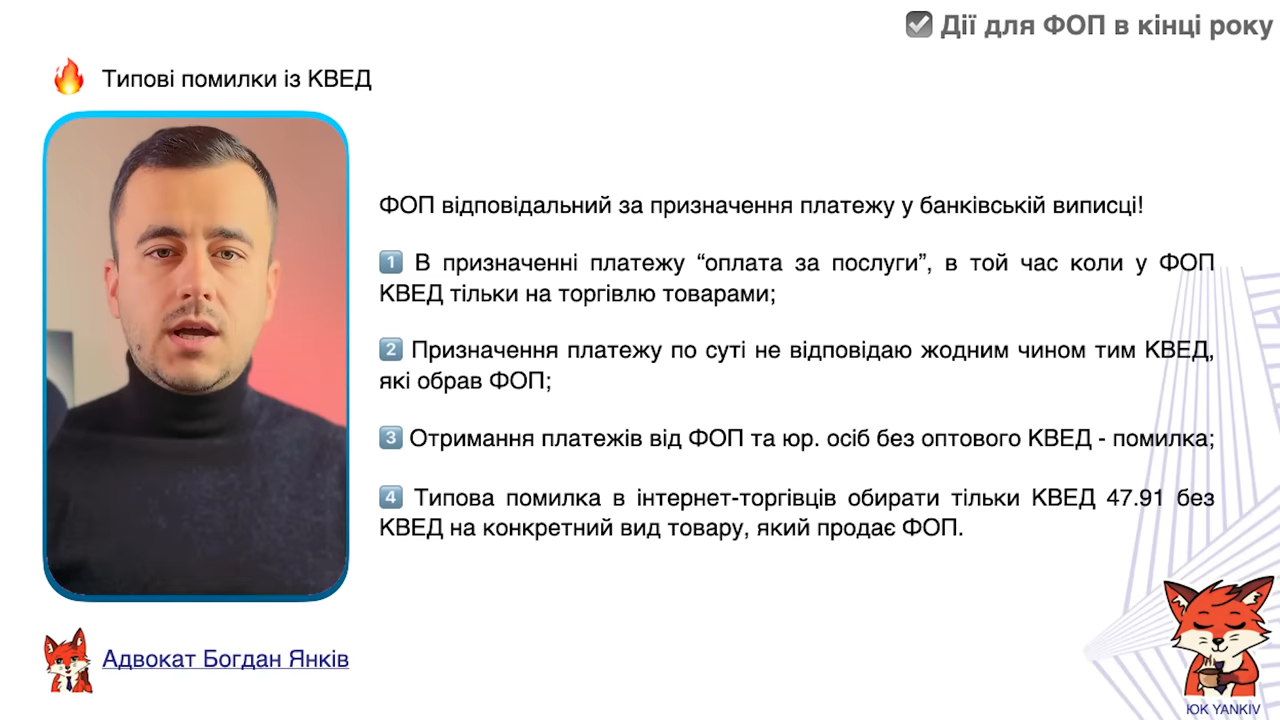 Дії для ФОП в кінці року
Типові помилки із КВЕД
ФОП відповідальний за призначення платежу у банківській виписці!
1 В призначенні платежу “оплата за послуги”, в той час коли у ФОП
КВЕД тільки на торгівлю товарами;
2 Призначення платежу по суті не відповідаю жодним чином тим КВЕД,
які обрав ФОП;
3 Отримання платежів від ФОП та юр. осіб без оптового КВЕД - помилка;
4 Типова помилка в інтернет-торгівців обирати тільки КВЕД 47.91 без
КВЕД на конкретний вид товару, який продає ФОП.
Адвокат Богдан Янків
ЮК YANKIV